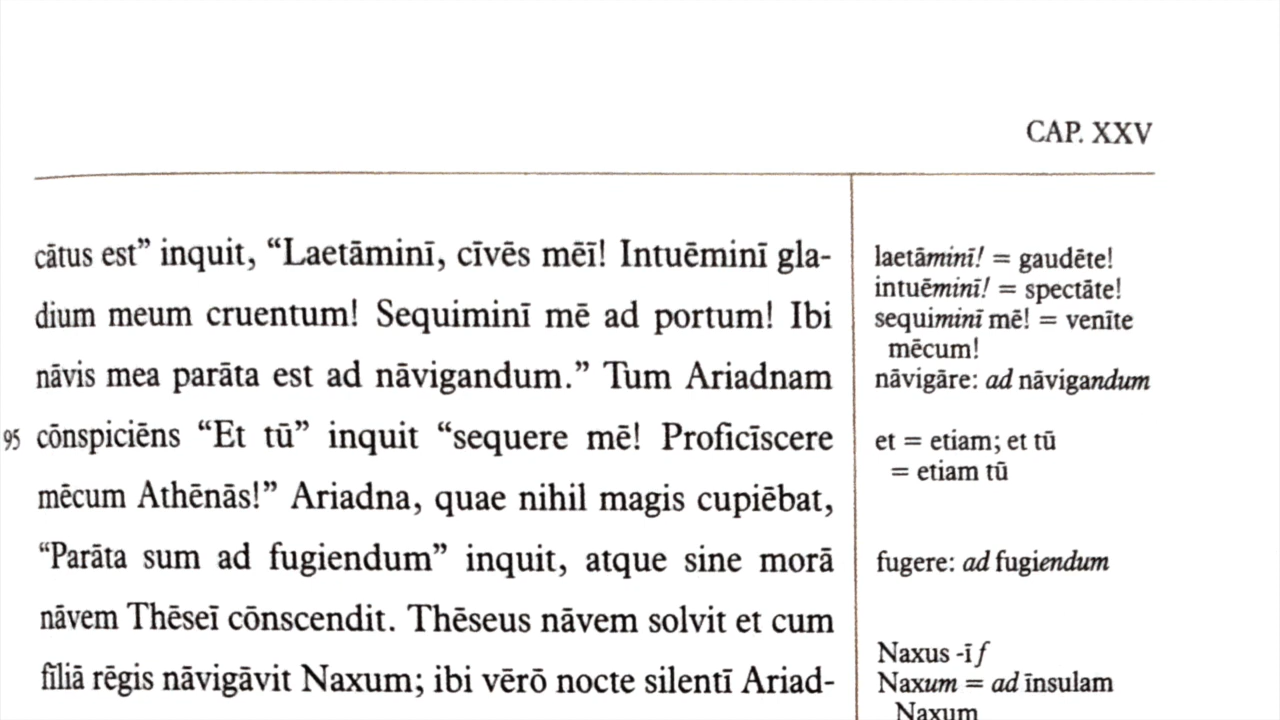 CAP. XXV
cātus est” inquit, “Laetāminī, cīvēs mēī! Intuēminī gla-
dium meum cruentum! Sequiminī mē ad portum! Ibi
nāvis mea parāta est ad nāvigandum.” Tum Ariadnam
95 cōnspiciēns “Et tū” inquit “sequere mē! Proficīscere
mēcum Athēnās!” Ariadna, quae nihil magis cupiēbat,
“Parāta sum ad fugiendum” inquit, atque sine morā
nāvem Thēseī cōnscendit. Thēseus nāvem solvit et cum
fīliā rēgis nāvigāvit Naxum; ibi vērō nocte silentī Ariad-
laetāminī! = gaudēte!
intuēminī! = spectāte!
sequiminī mē! = venīte
mēcum!
nāvigāre: ad nāvigandum
et = etiam; et tū
= etiam tū
fugere: ad fugiendum
Naxus -ī f
Naxum = ad īnsulam
Naxum